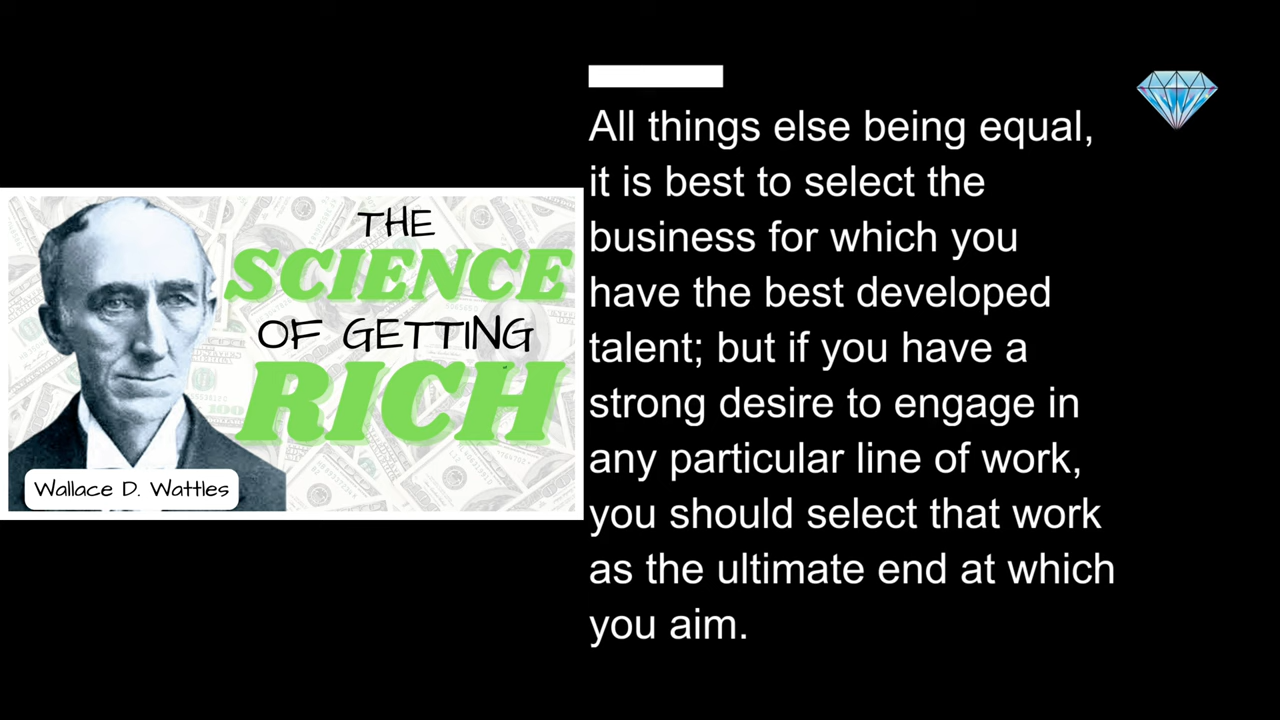 THE
SCIENCE
OF GETTING
RICH
Wallace D. Wattles
All things else being equal,
it is best to select the
business for which you
have the best developed
talent; but if you have a
strong desire to engage in
any particular line of work,
you should select that work
as the ultimate end at which
you aim.